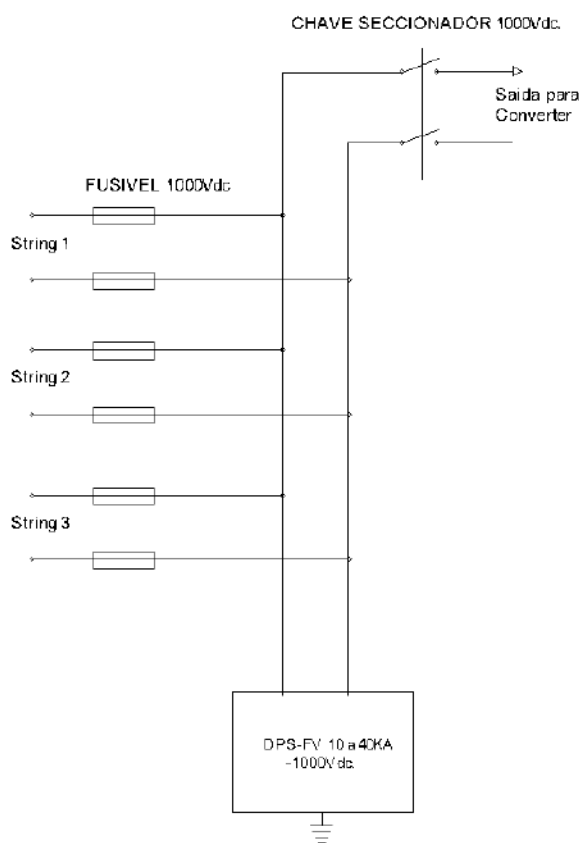 CHAVE SECCIONADOR 1000Vdc.
Saida para
Converter
FUSIVEL 1000Vdc
String 1
String 2
String 3
DPS-FV 10 a 40KA
-1000Vdc.